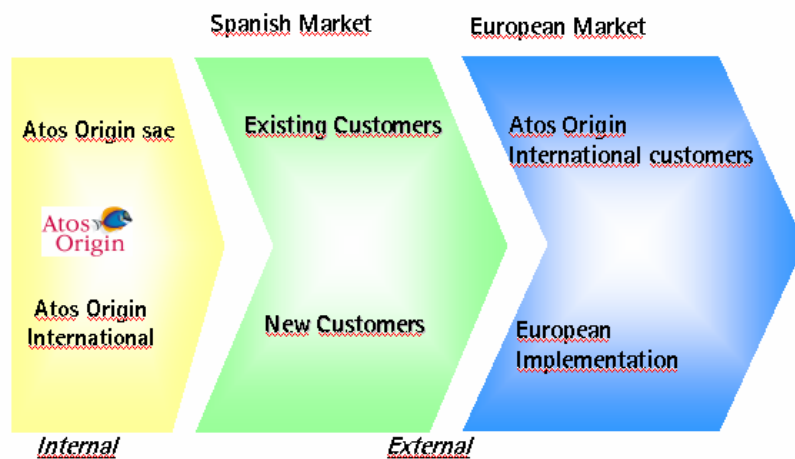 Spanish Market
European Market
Atos Origin sae
Atos
Origin
Atos Origin
International
Existing Customers
New Customers
Atos Origin
International customers
European
Implementation
Internal
External